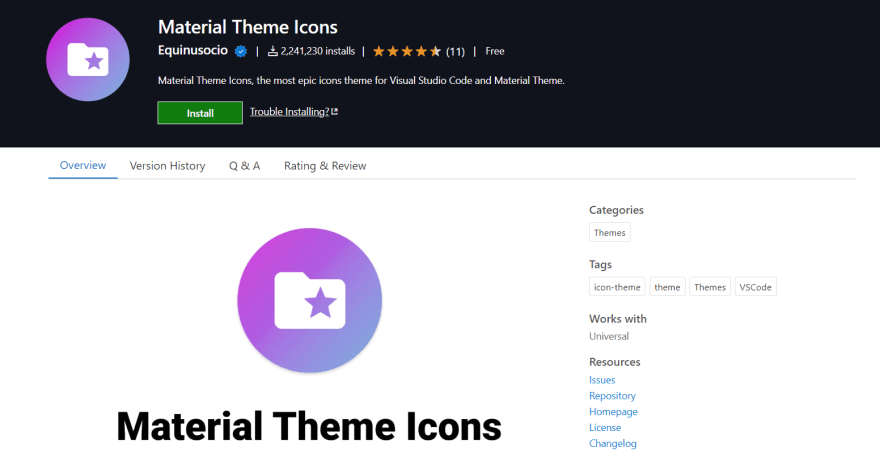 Material Theme Icons
Equinusocio | 2,241,230 installs | (11) | Free
Material Theme Icons, the most epic icons theme for Visual Studio Code and Material Theme.
Install Trouble Installing?
Overview Version History Q & A Rating & Review
Material Theme Icons
Categories
Themes
Tags
icon-theme theme Themes VSCode
Works with
Universal
Resources
Issues
Repository
Homepage
License
Changelog